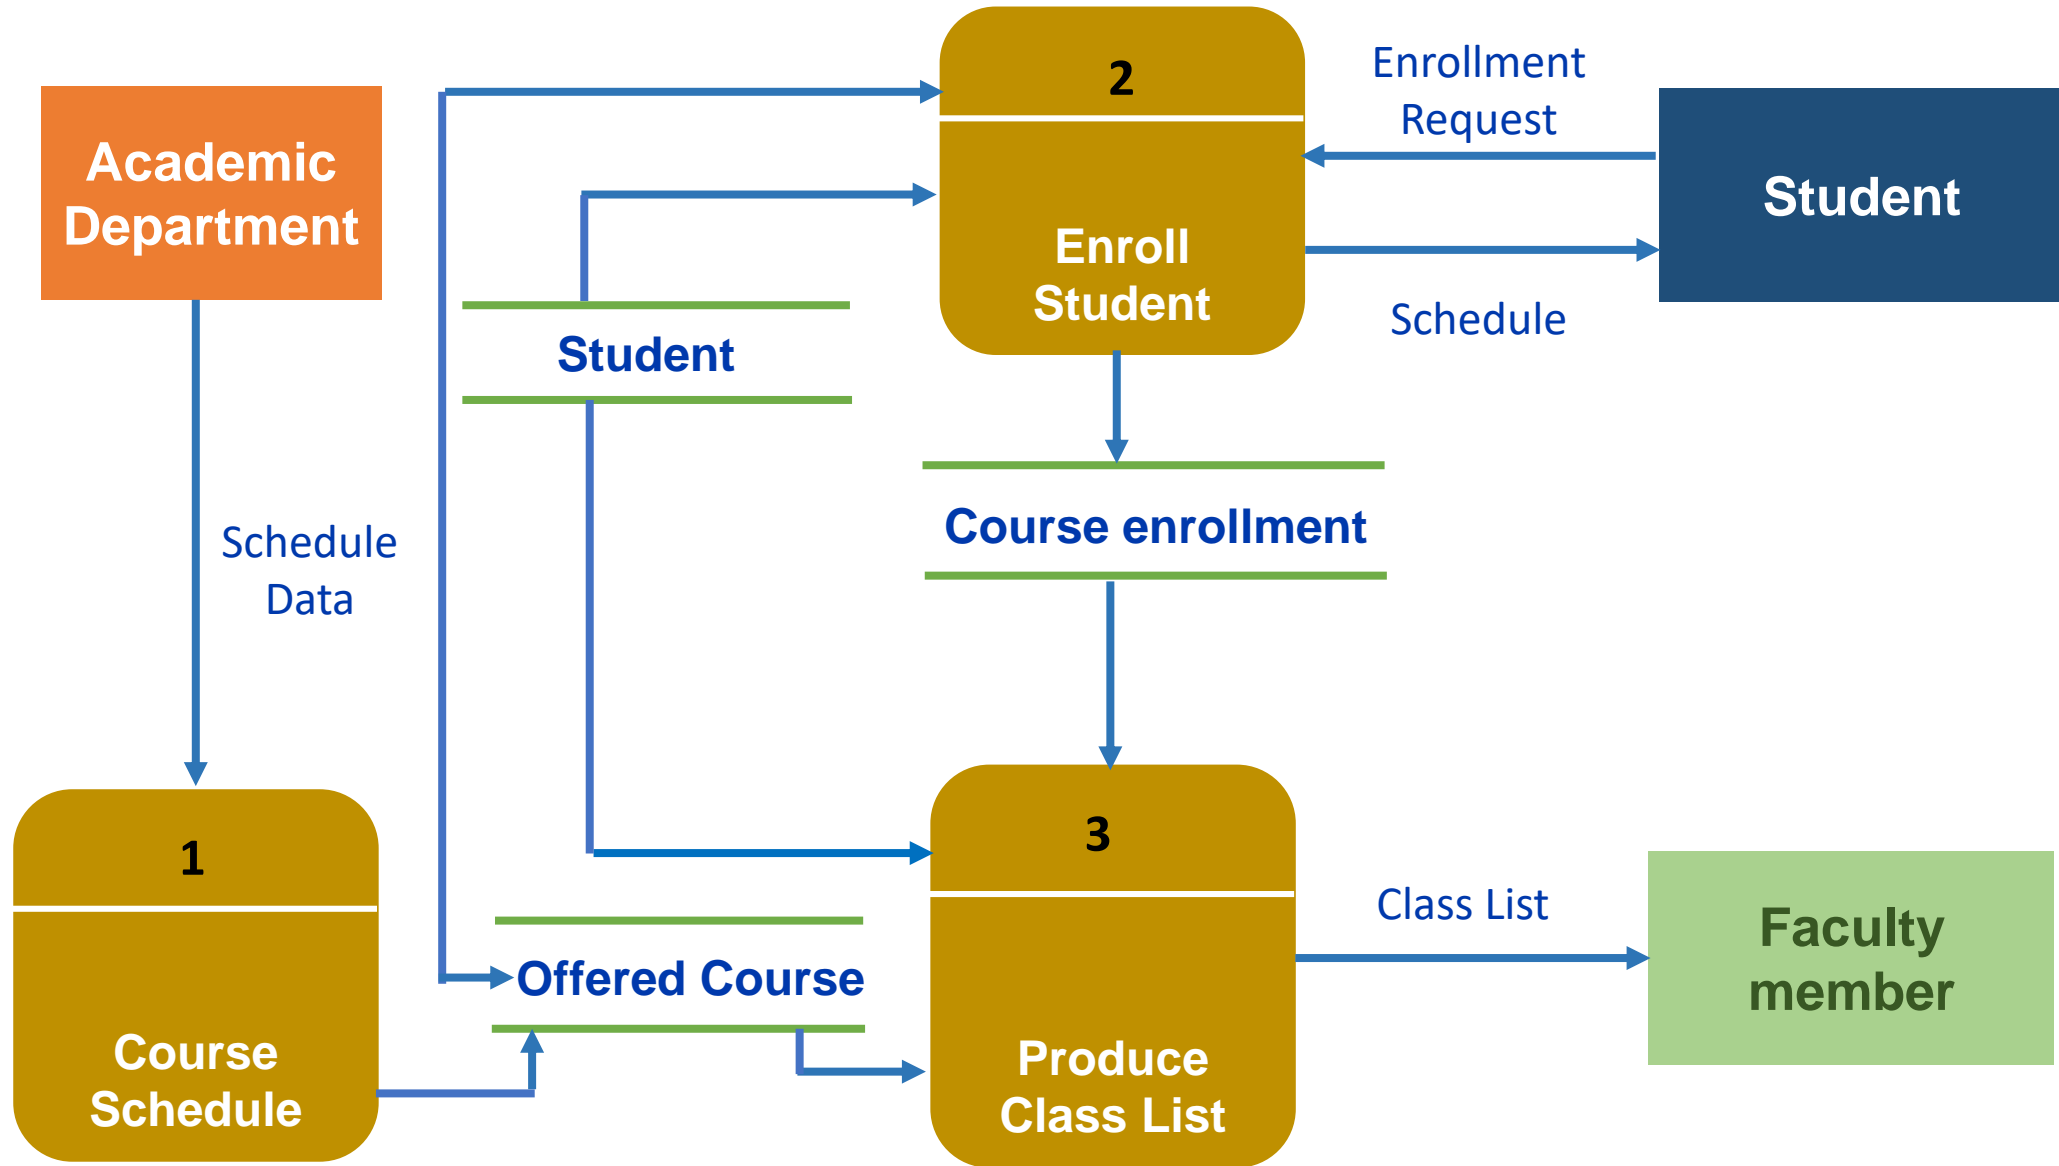 Academic
Department
2
Enroll
Student
Enrollment
Request
Student
Schedule
Student
Schedule
Data
Course enrollment
1
Course
Schedule
Offered Course
3
Produce
Class List
Class List
Faculty
member